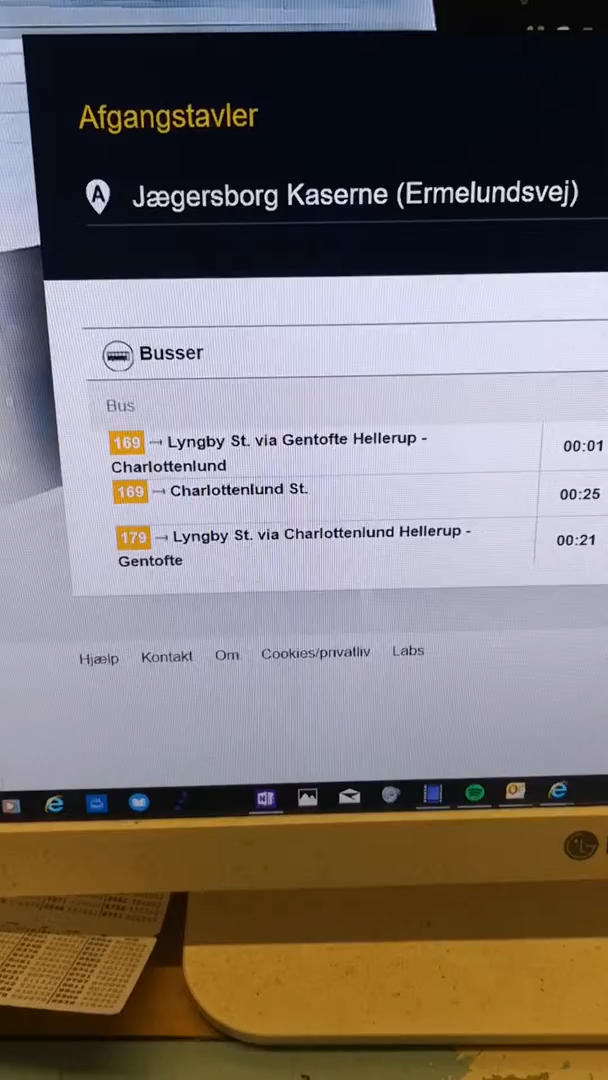 Afgangstavler
A
Jægersborg Kaserne (Ermelundsvej)
Busser
Bus
169 → Lyngby St. via Gentofte Hellerup -
Charlottenlund
00:01
169 → Charlottenlund St.
00:25
179 → Lyngby St. via Charlottenlund Hellerup -
Gentofte
00:21
Hjælp Kontakt Om Cookies/privatliv Labs
LG